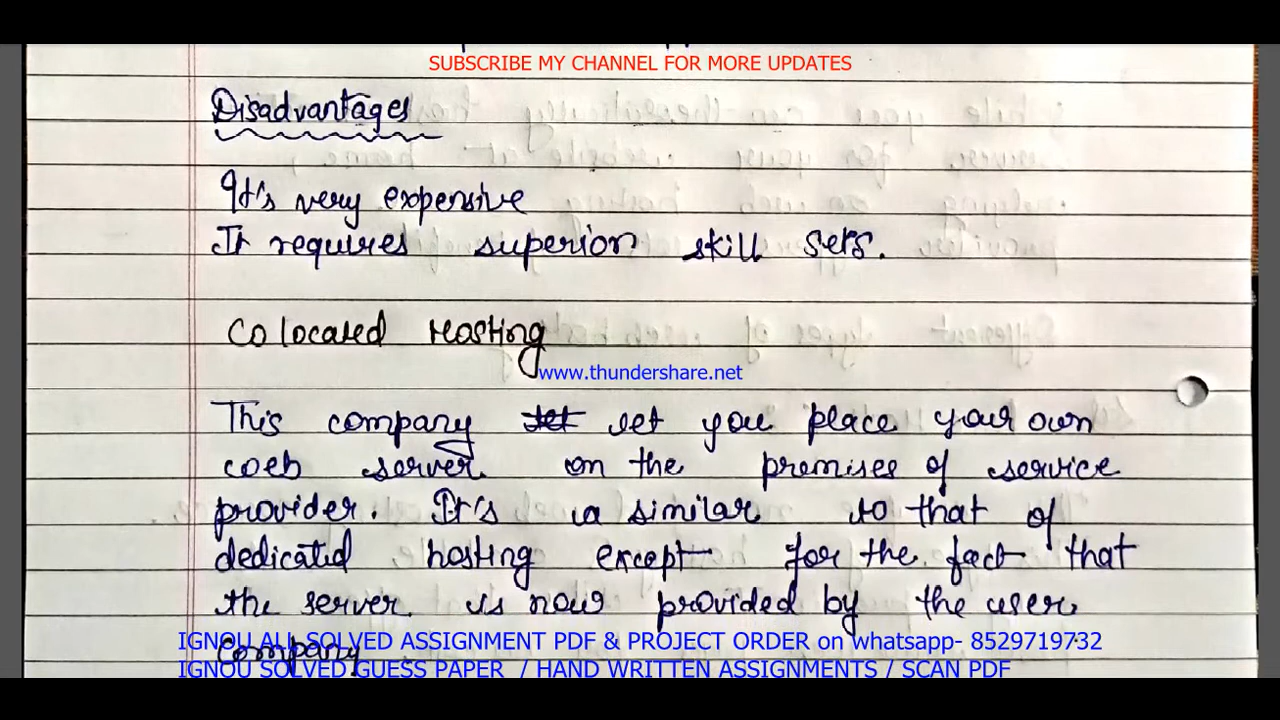 SUBSCRIBE MY CHANNEL FOR MORE UPDATES
Disadvantages
It's very expensive
It requires superior skill sets.
Colocated Hosting
www.thundershare.net
This company let let you place your own
web server on the premises of service
provider. It's a similar to that of
dedicated hosting except for the fact that
the server is now provided by the user.
IGNOU ALL SOLVED ASSIGNMENT PDF & PROJECT ORDER on whatsapp- 8529719732
Company
IGNOU SOLVED GUESS PAPER / HAND WRITTEN ASSIGNMENTS / SCAN PDF